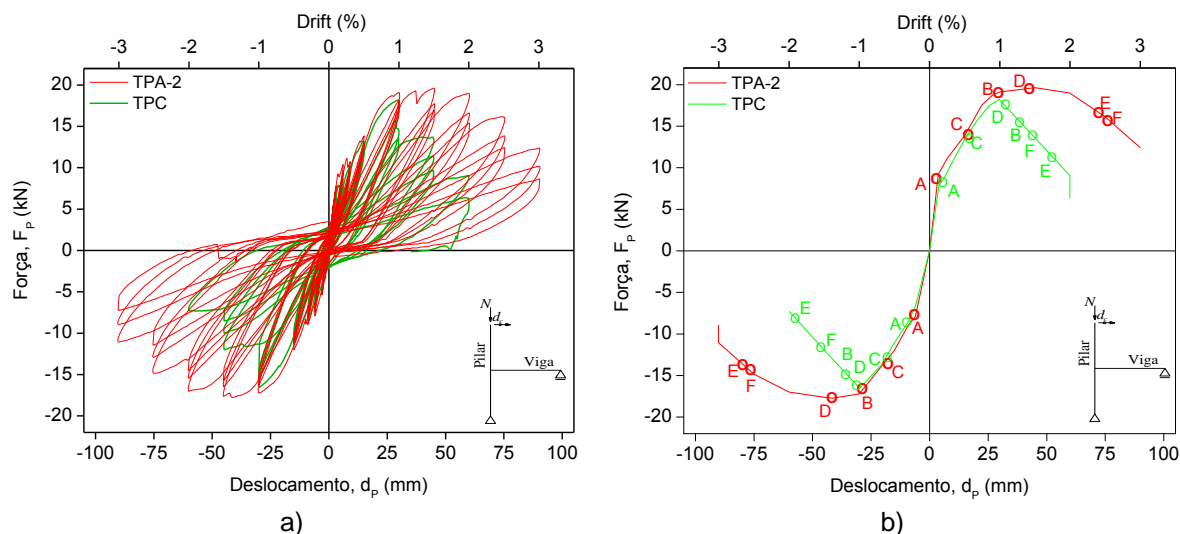 Drift (%)
-3 -2 -1 0 1 2 3
TPA-2
TPC
Força, F_P (kN)
20
15
10
5
0
-5
-10
-15
-20
N
Pilar
Viga
-100 -75 -50 -25 0 25 50 75 100
Deslocamento, d_P (mm)
a)
Drift (%)
-3 -2 -1 0 1 2 3
TPA-2
TPC
Força, F_P (kN)
20
15
10
5
0
-5
-10
-15
-20
B D
D E
B F
C F
C E
A A
E A A
F B C C
E D
F D B
N
Pilar
Viga
-100 -75 -50 -25 0 25 50 75 100
Deslocamento, d_P (mm)
b)